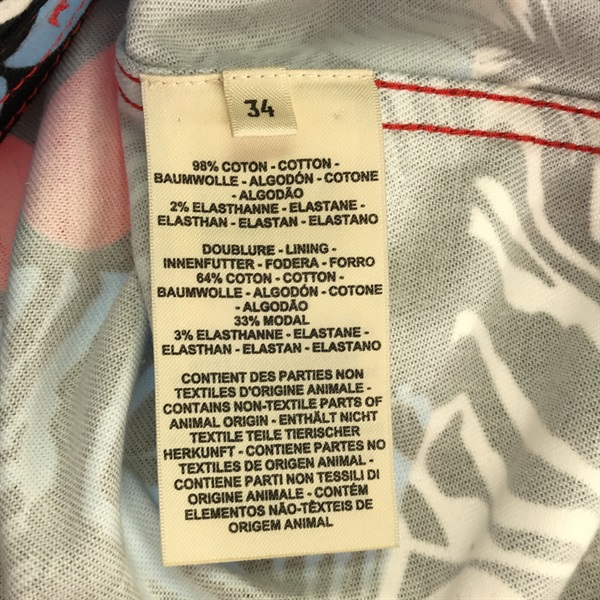 34
98% COTON - COTTON -
BAUMWOLLE - ALGODÓN - COTONE
- ALGODÃO
2% ELASTHANNE - ELASTANE -
ELASTHAN - ELASTAN - ELASTANO
DOUBLURE - LINING -
INNENFUTTER - FODERA - FORRO
64% COTON - COTTON -
BAUMWOLLE - ALGODÓN - COTONE
- ALGODÃO
33% MODAL
3% ELASTHANNE - ELASTANE -
ELASTHAN - ELASTAN - ELASTANO
CONTIENT DES PARTIES NON
TEXTILES D'ORIGINE ANIMALE -
CONTAINS NON-TEXTILE PARTS OF
ANIMAL ORIGIN - ENTHÄLT NICHT
TEXTILE TEILE TIERISCHER
HERKUNFT - CONTIENE PARTES NO
TEXTILES DE ORIGEN ANIMAL -
CONTIENE PARTI NON TESSILI DI
ORIGINE ANIMALE - CONTÉM
ELEMENTOS NÃO-TÊXTEIS DE
ORIGEM ANIMAL